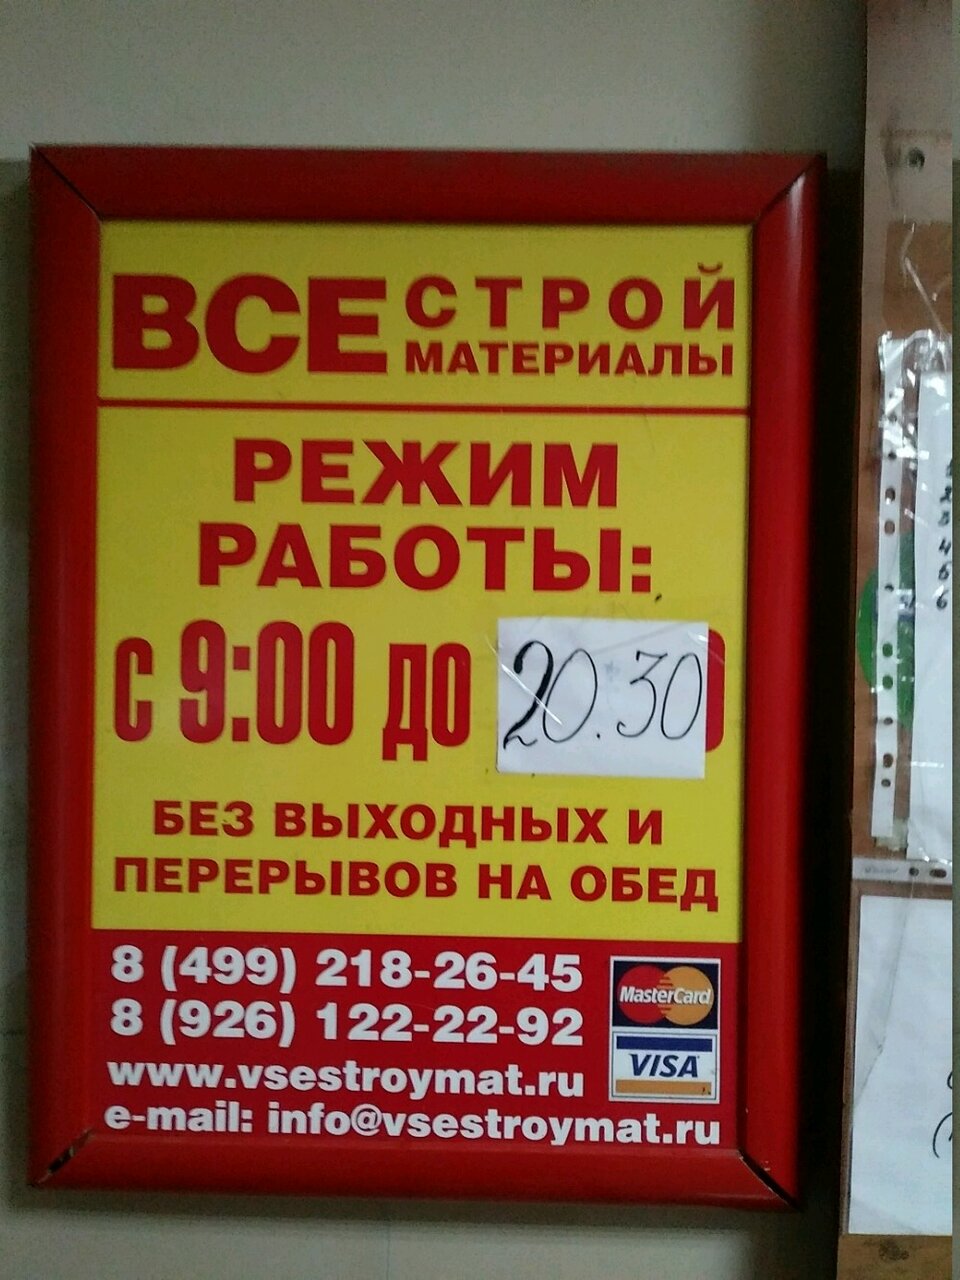 ВСЕ СТРОЙ
МАТЕРИАЛЫ
РЕЖИМ
РАБОТЫ:
с 9:00 до 20.30
БЕЗ ВЫХОДНЫХ И
ПЕРЕРЫВОВ НА ОБЕД
8 (499) 218-26-45
8 (926) 122-22-92
MasterCard
VISA
www.vsestroymat.ru
e-mail: info@vsestroymat.ru